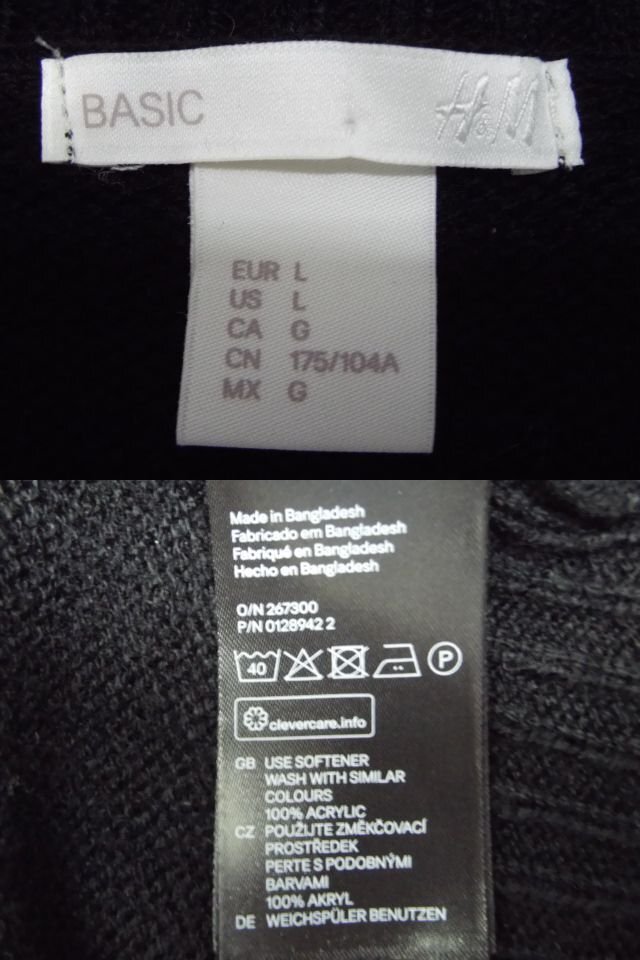 BASIC H&M
EUR L
US L
CA G
CN 175/104A
MX G
Made in Bangladesh
Fabricado em Bangladesh
Fabriqué en Bangladesh
Hecho en Bangladesh
O/N 267300
P/N 0128942 2
40 P
clevercare.info
GB USE SOFTENER
WASH WITH SIMILAR
COLOURS
100% ACRYLIC
CZ POUŽIJTE ZMĚKČOVACÍ
PROSTŘEDEK
PERTE S PODOBNÝMI
BARVAMI
100% AKRYL
DE WEICHSPÜLER BENUTZEN